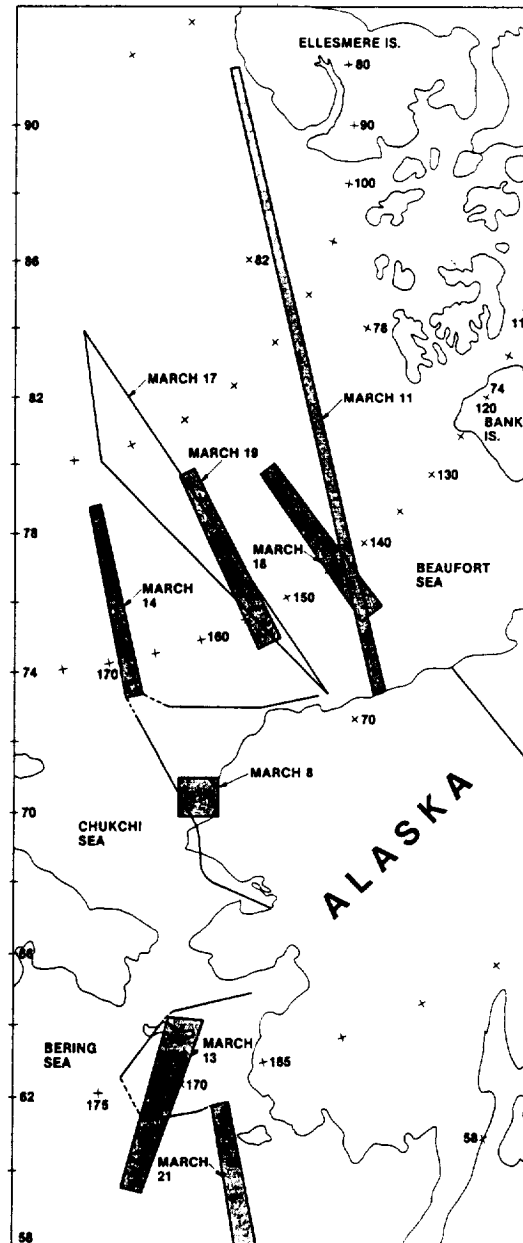 ELLESMERE IS.
80
90
90
100
86
82
78
11
MARCH 17
82
MARCH 11
74
120
BANK
IS.
MARCH 19
130
78
MARCH
18
140
BEAUFORT
SEA
MARCH
14
150
160
170
74
70
MARCH 8
70
CHUKCHI
SEA
ALASKA
66
BERING
SEA
MARCH
13
170
165
62
175
58
MARCH
21
58